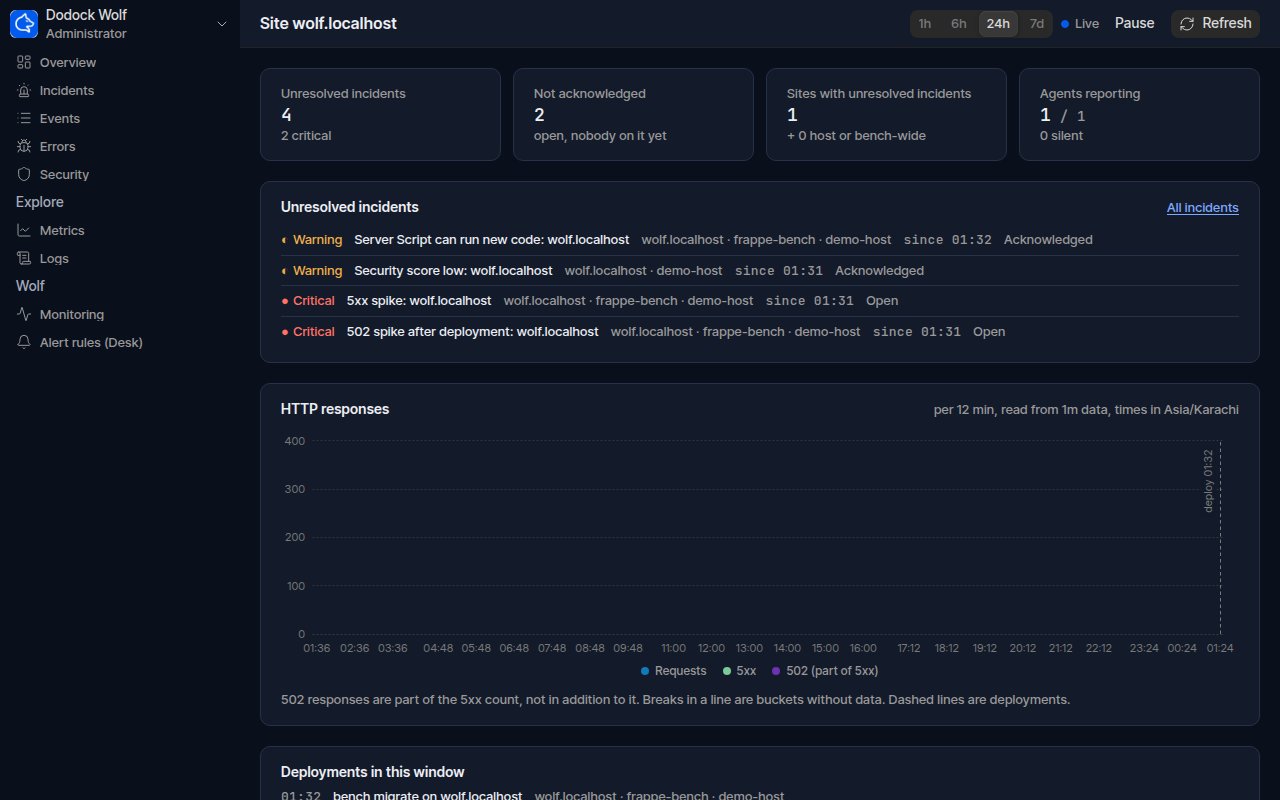 Dodock Wolf
Administrator
Overview
Incidents
Events
Errors
Security
Explore
Metrics
Logs
Wolf
Monitoring
Alert rules (Desk)
Site wolf.localhost
1h 6h 24h 7d Live Pause Refresh
Unresolved incidents
4
2 critical
Not acknowledged
2
open, nobody on it yet
Sites with unresolved incidents
1
+ 0 host or bench-wide
Agents reporting
1 / 1
0 silent
Unresolved incidents All incidents
Warning Server Script can run new code: wolf.localhost wolf.localhost · frappe-bench · demo-host since 01:32 Acknowledged
Warning Security score low: wolf.localhost wolf.localhost · demo-host since 01:31 Acknowledged
Critical 5xx spike: wolf.localhost wolf.localhost · frappe-bench · demo-host since 01:31 Open
Critical 502 spike after deployment: wolf.localhost wolf.localhost · frappe-bench · demo-host since 01:31 Open
HTTP responses per 12 min, read from 1m data, times in Asia/Karachi
400
300
200
100
0
deploy 01:32
01:36 02:36 03:36 04:48 05:48 06:48 07:48 08:48 09:48 11:00 12:00 13:00 14:00 15:00 16:00 17:12 18:12 19:12 20:12 21:12 22:12 23:24 00:24 01:24
Requests 5xx 502 (part of 5xx)
502 responses are part of the 5xx count, not in addition to it. Breaks in a line are buckets without data. Dashed lines are deployments.
Deployments in this window
01:32 bench migrate on wolf.localhost wolf.localhost · frappe-bench · demo-host